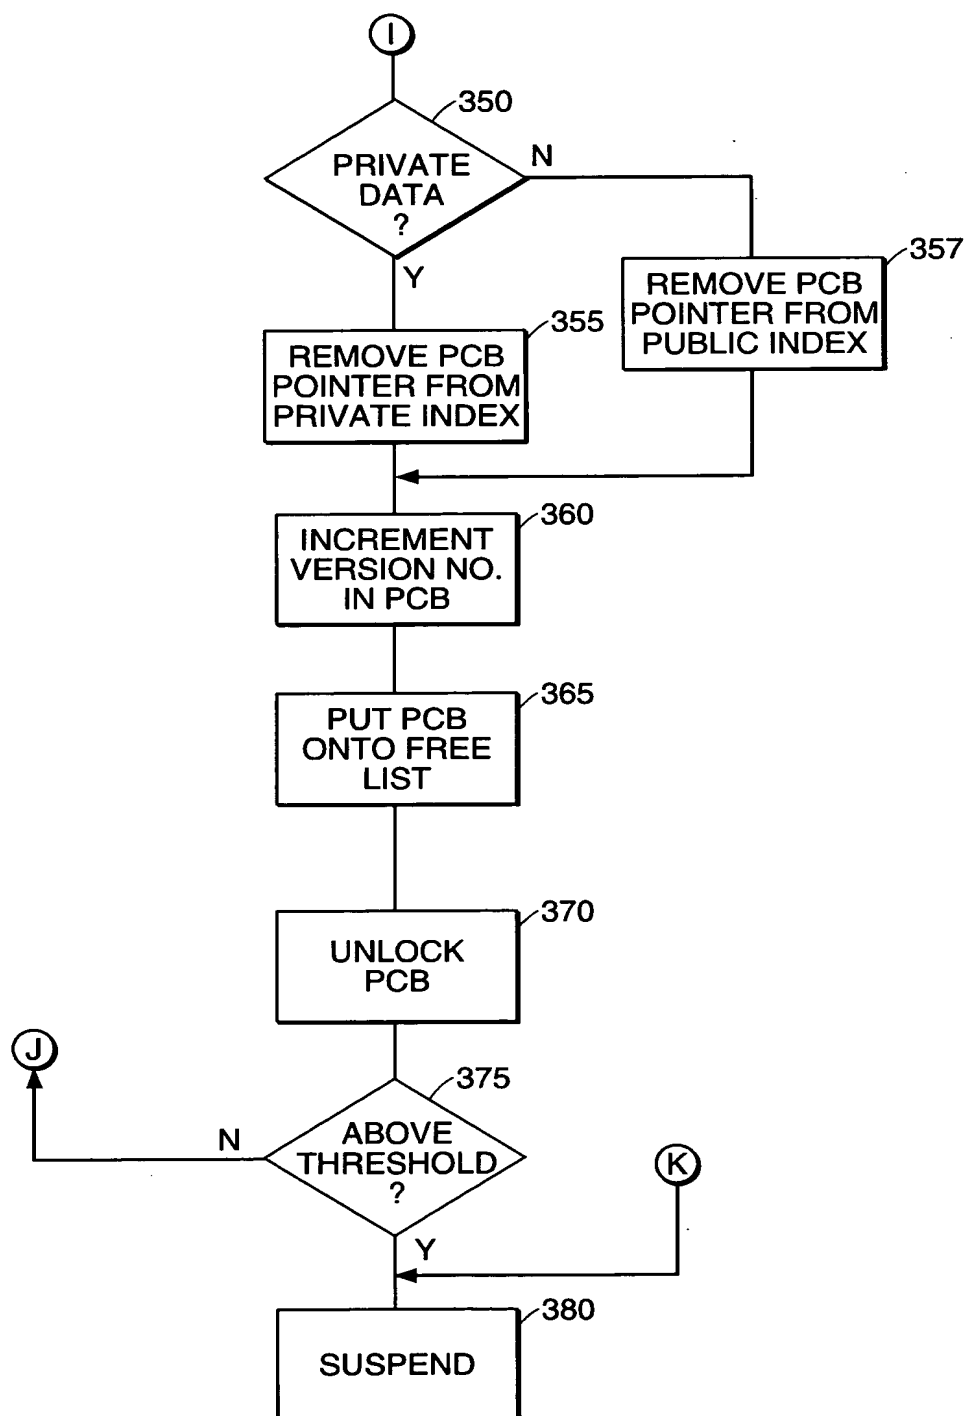 I
350
PRIVATE
DATA
?
N
Y
357
REMOVE PCB
POINTER FROM
PUBLIC INDEX
355
REMOVE PCB
POINTER FROM
PRIVATE INDEX
360
INCREMENT
VERSION NO.
IN PCB
365
PUT PCB
ONTO FREE
LIST
370
UNLOCK
PCB
J
375
ABOVE
THRESHOLD
?
N
K
Y
380
SUSPEND